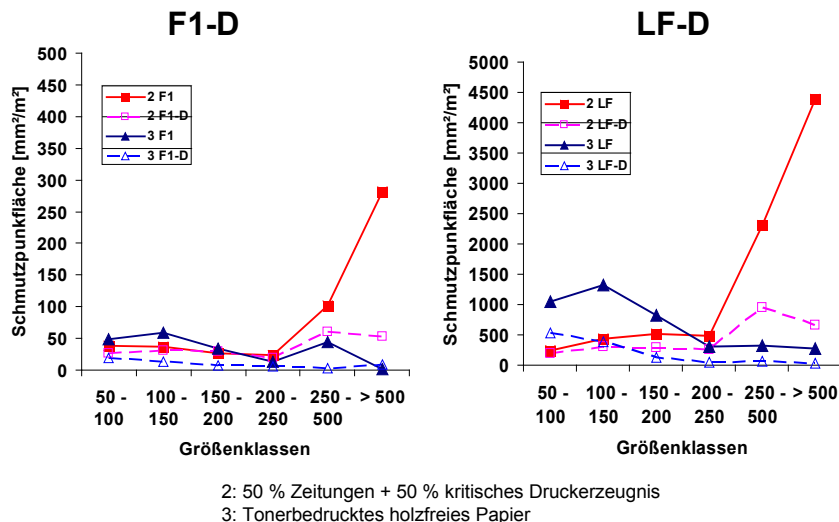 F1-D
Schmutzpunkfläche [mm²/m²]
500
450
400
350
300
250
200
150
100
50
0
2 F1
2 F1-D
3 F1
3 F1-D
50 - 100 - 150 - 200 - 250 - > 500
100 150 200 250 500
Größenklassen
LF-D
Schmutzpunkfläche [mm²/m²]
5000
4500
4000
3500
3000
2500
2000
1500
1000
500
0
2 LF
2 LF-D
3 LF
3 LF-D
50 - 100 - 150 - 200 - 250 - > 500
100 150 200 250 500
Größenklassen
2: 50 % Zeitungen + 50 % kritisches Druckerzeugnis
3: Tonerbedrucktes holzfreies Papier